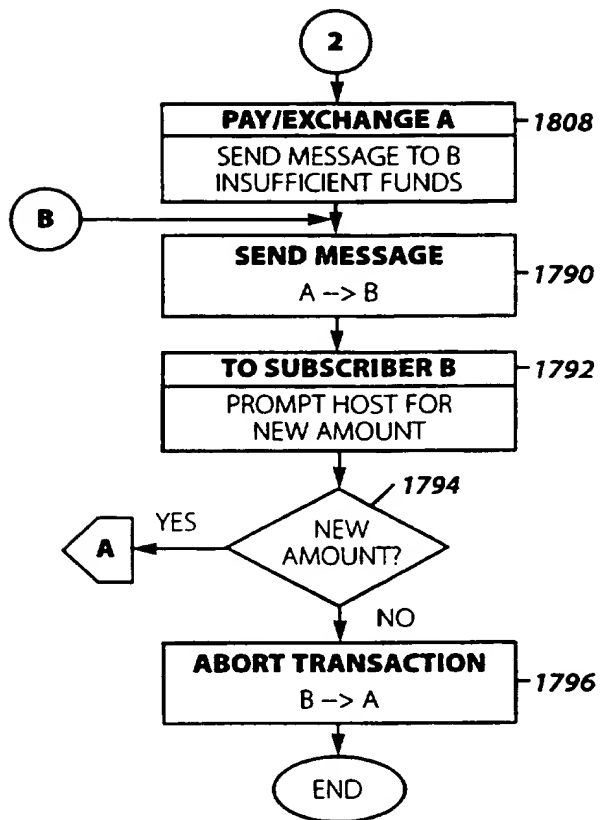 2
PAY/EXCHANGE A
1808
SEND MESSAGE TO B
INSUFFICIENT FUNDS
B
SEND MESSAGE
A --> B
1790
TO SUBSCRIBER B
1792
PROMPT HOST FOR
NEW AMOUNT
1794
YES
A
NEW
AMOUNT?
NO
ABORT TRANSACTION
B --> A
1796
END